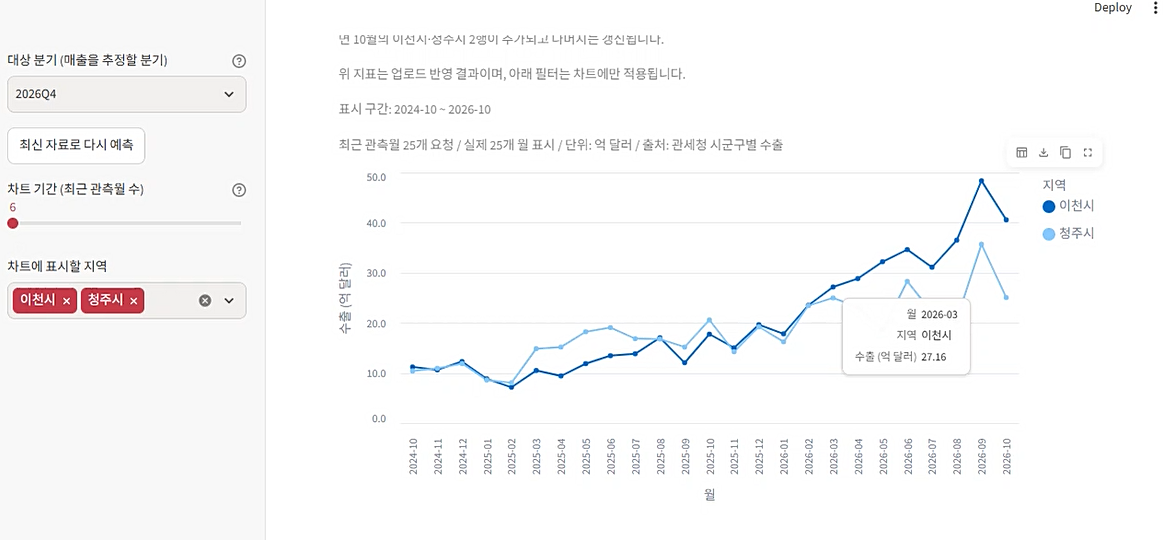 Deploy
대상 분기 (매출을 추정할 분기)
2026Q4
최신 자료로 다시 예측
차트 기간 (최근 관측월 수)
6
차트에 표시할 지역
이천시 ×
청주시 ×
면 10월의 이천시·청주시 2행이 추가되고 나머지는 갱신됩니다.
위 지표는 업로드 반영 결과이며, 아래 필터는 차트에만 적용됩니다.
표시 구간: 2024-10 ~ 2026-10
최근 관측월 25개 요청 / 실제 25개 월 표시 / 단위: 억 달러 / 출처: 관세청 시군구별 수출
수출 (억 달러)
50.0
40.0
30.0
20.0
10.0
0.0
지역
이천시
청주시
월 2026-03
지역 이천시
수출 (억 달러) 27.16
2024-10
2024-11
2024-12
2025-01
2025-02
2025-03
2025-04
2025-05
2025-06
2025-07
2025-08
2025-09
2025-10
2025-11
2025-12
2026-01
2026-02
2026-03
2026-04
2026-05
2026-06
2026-07
2026-08
2026-09
2026-10
월